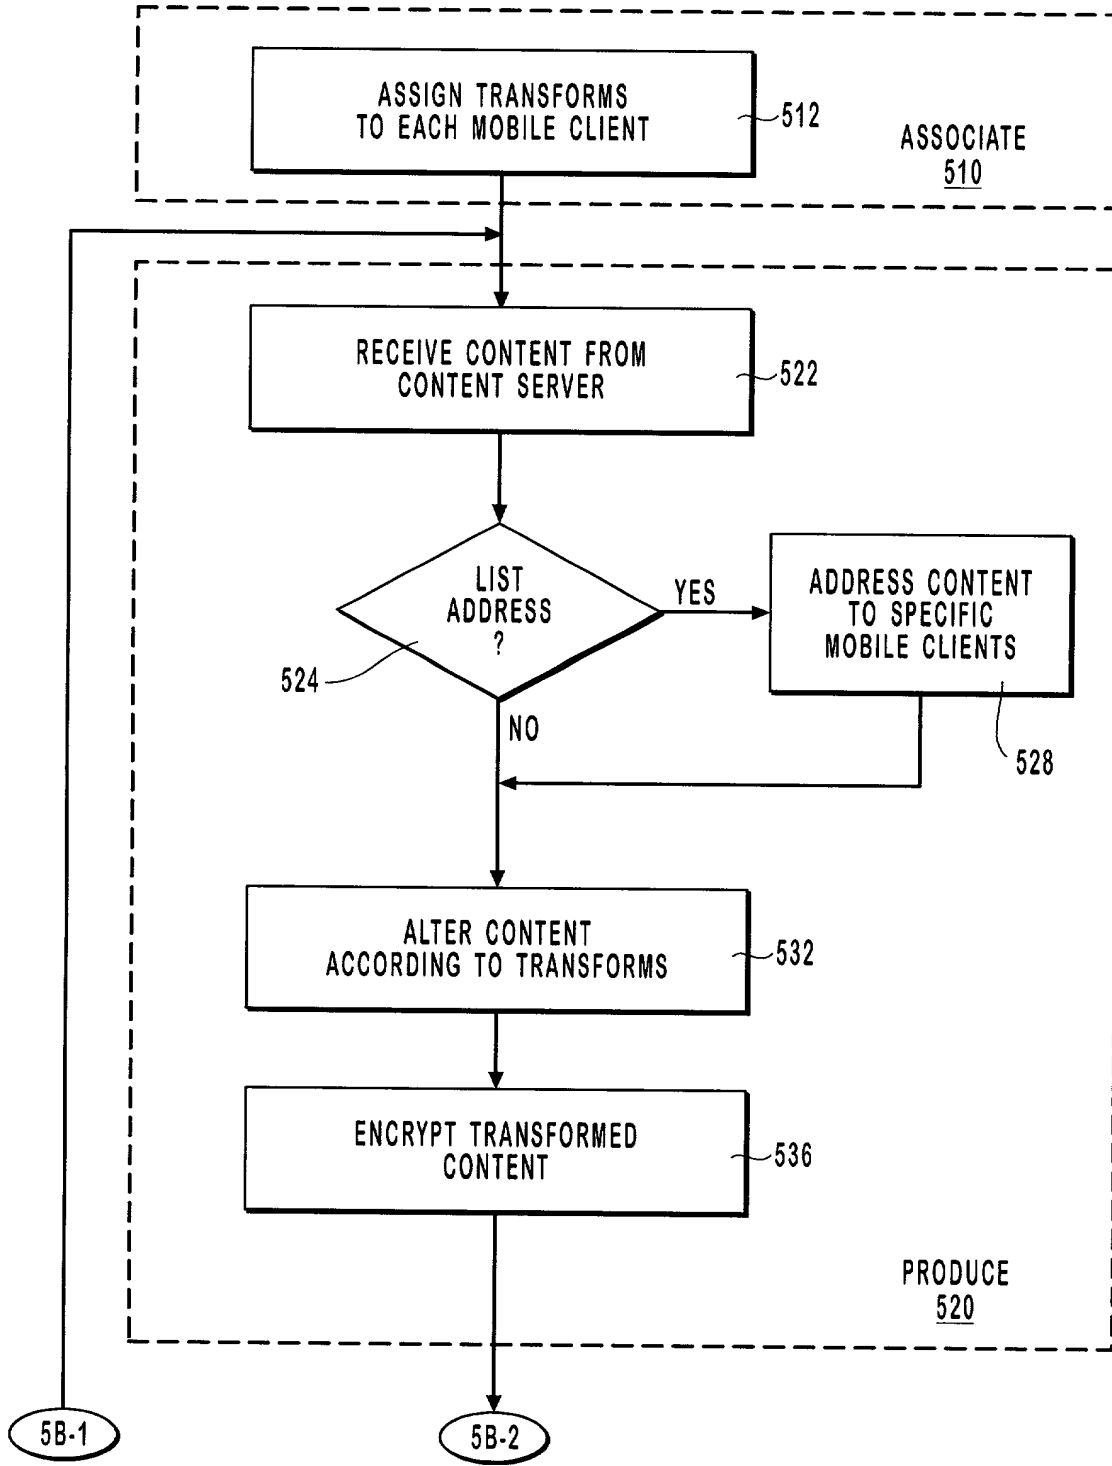 ASSIGN TRANSFORMS
TO EACH MOBILE CLIENT
512
ASSOCIATE
510
RECEIVE CONTENT FROM
CONTENT SERVER
522
LIST
ADDRESS
?
524
YES
ADDRESS CONTENT
TO SPECIFIC
MOBILE CLIENTS
528
NO
ALTER CONTENT
ACCORDING TO TRANSFORMS
532
ENCRYPT TRANSFORMED
CONTENT
536
PRODUCE
520
5B-1
5B-2